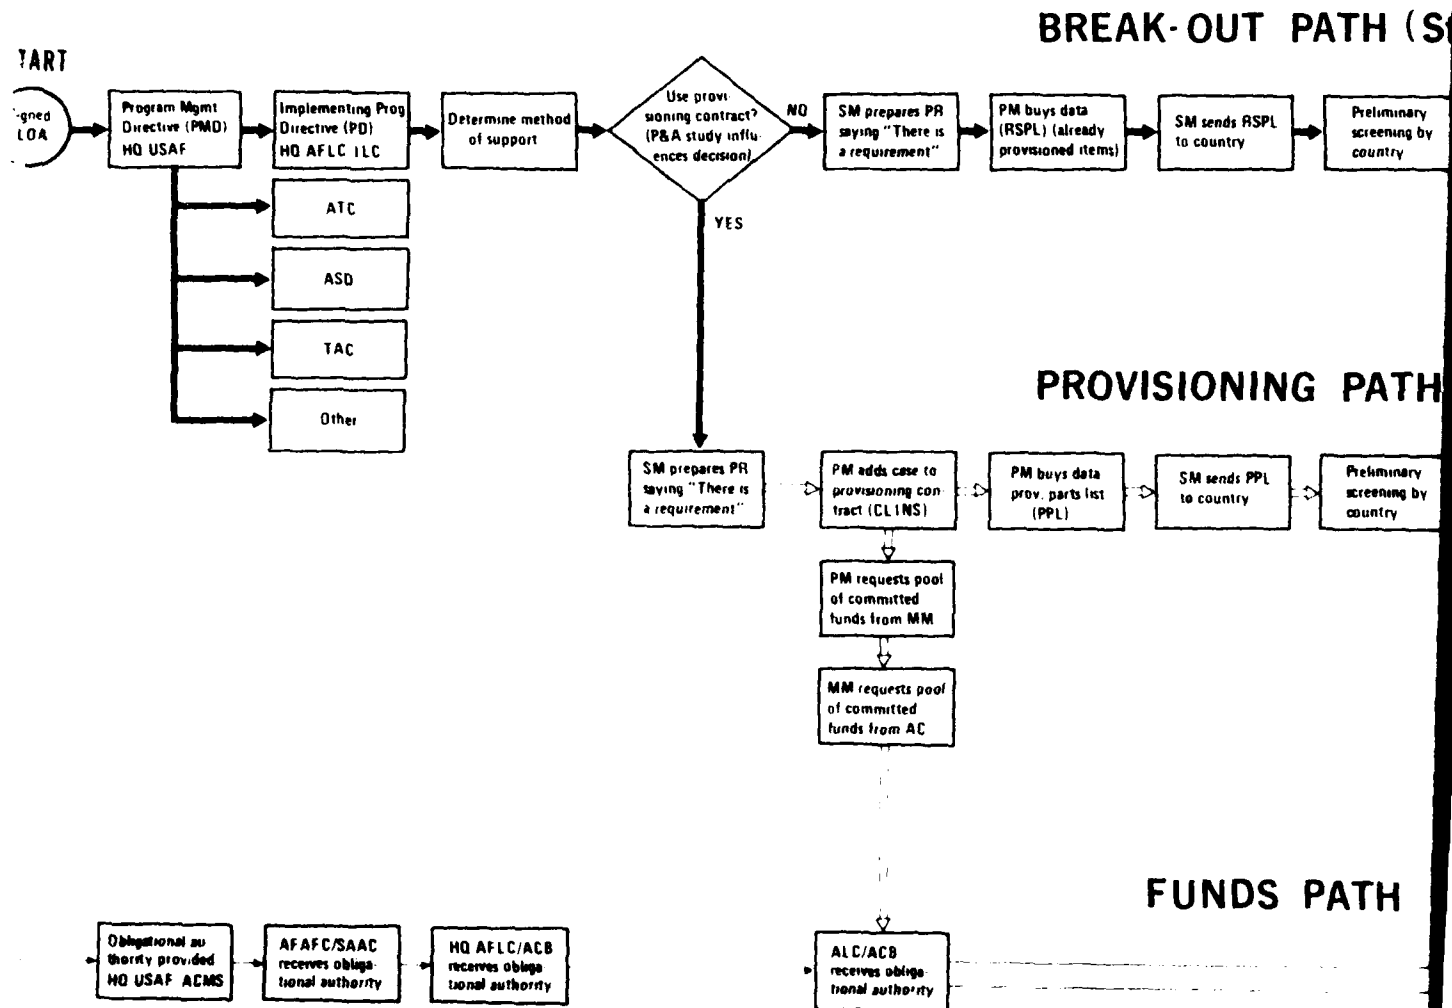 BREAK-OUT PATH (S
TART
gned
LOA
Program Mgmt
Directive (PMD)
HQ USAF
Implementing Prog
Directive (PD)
HQ AFLC ILC
Determine method
of support
Use provi-
sioning contract?
(P&A study influ-
ences decision)
NO
SM prepares PR
saying "There is
a requirement"
PM buys data
(RSPL) (already
provisioned items)
SM sends RSPL
to country
Preliminary
screening by
country
ATC
ASD
TAC
Other
YES
PROVISIONING PATH
SM prepares PR
saying "There is
a requirement"
PM adds case to
provisioning con-
tract (CLINS)
PM buys data
prov. parts list
(PPL)
SM sends PPL
to country
Preliminary
screening by
country
PM requests pool
of committed
funds from MM
MM requests pool
of committed
funds from AC
FUNDS PATH
Obligational au
thority provided
HQ USAF ACMS
AFAFC/SAAC
receives obliga-
tional authority
HQ AFLC/ACB
receives obliga
tional authority
ALC/ACB
receives obliga-
tional authority